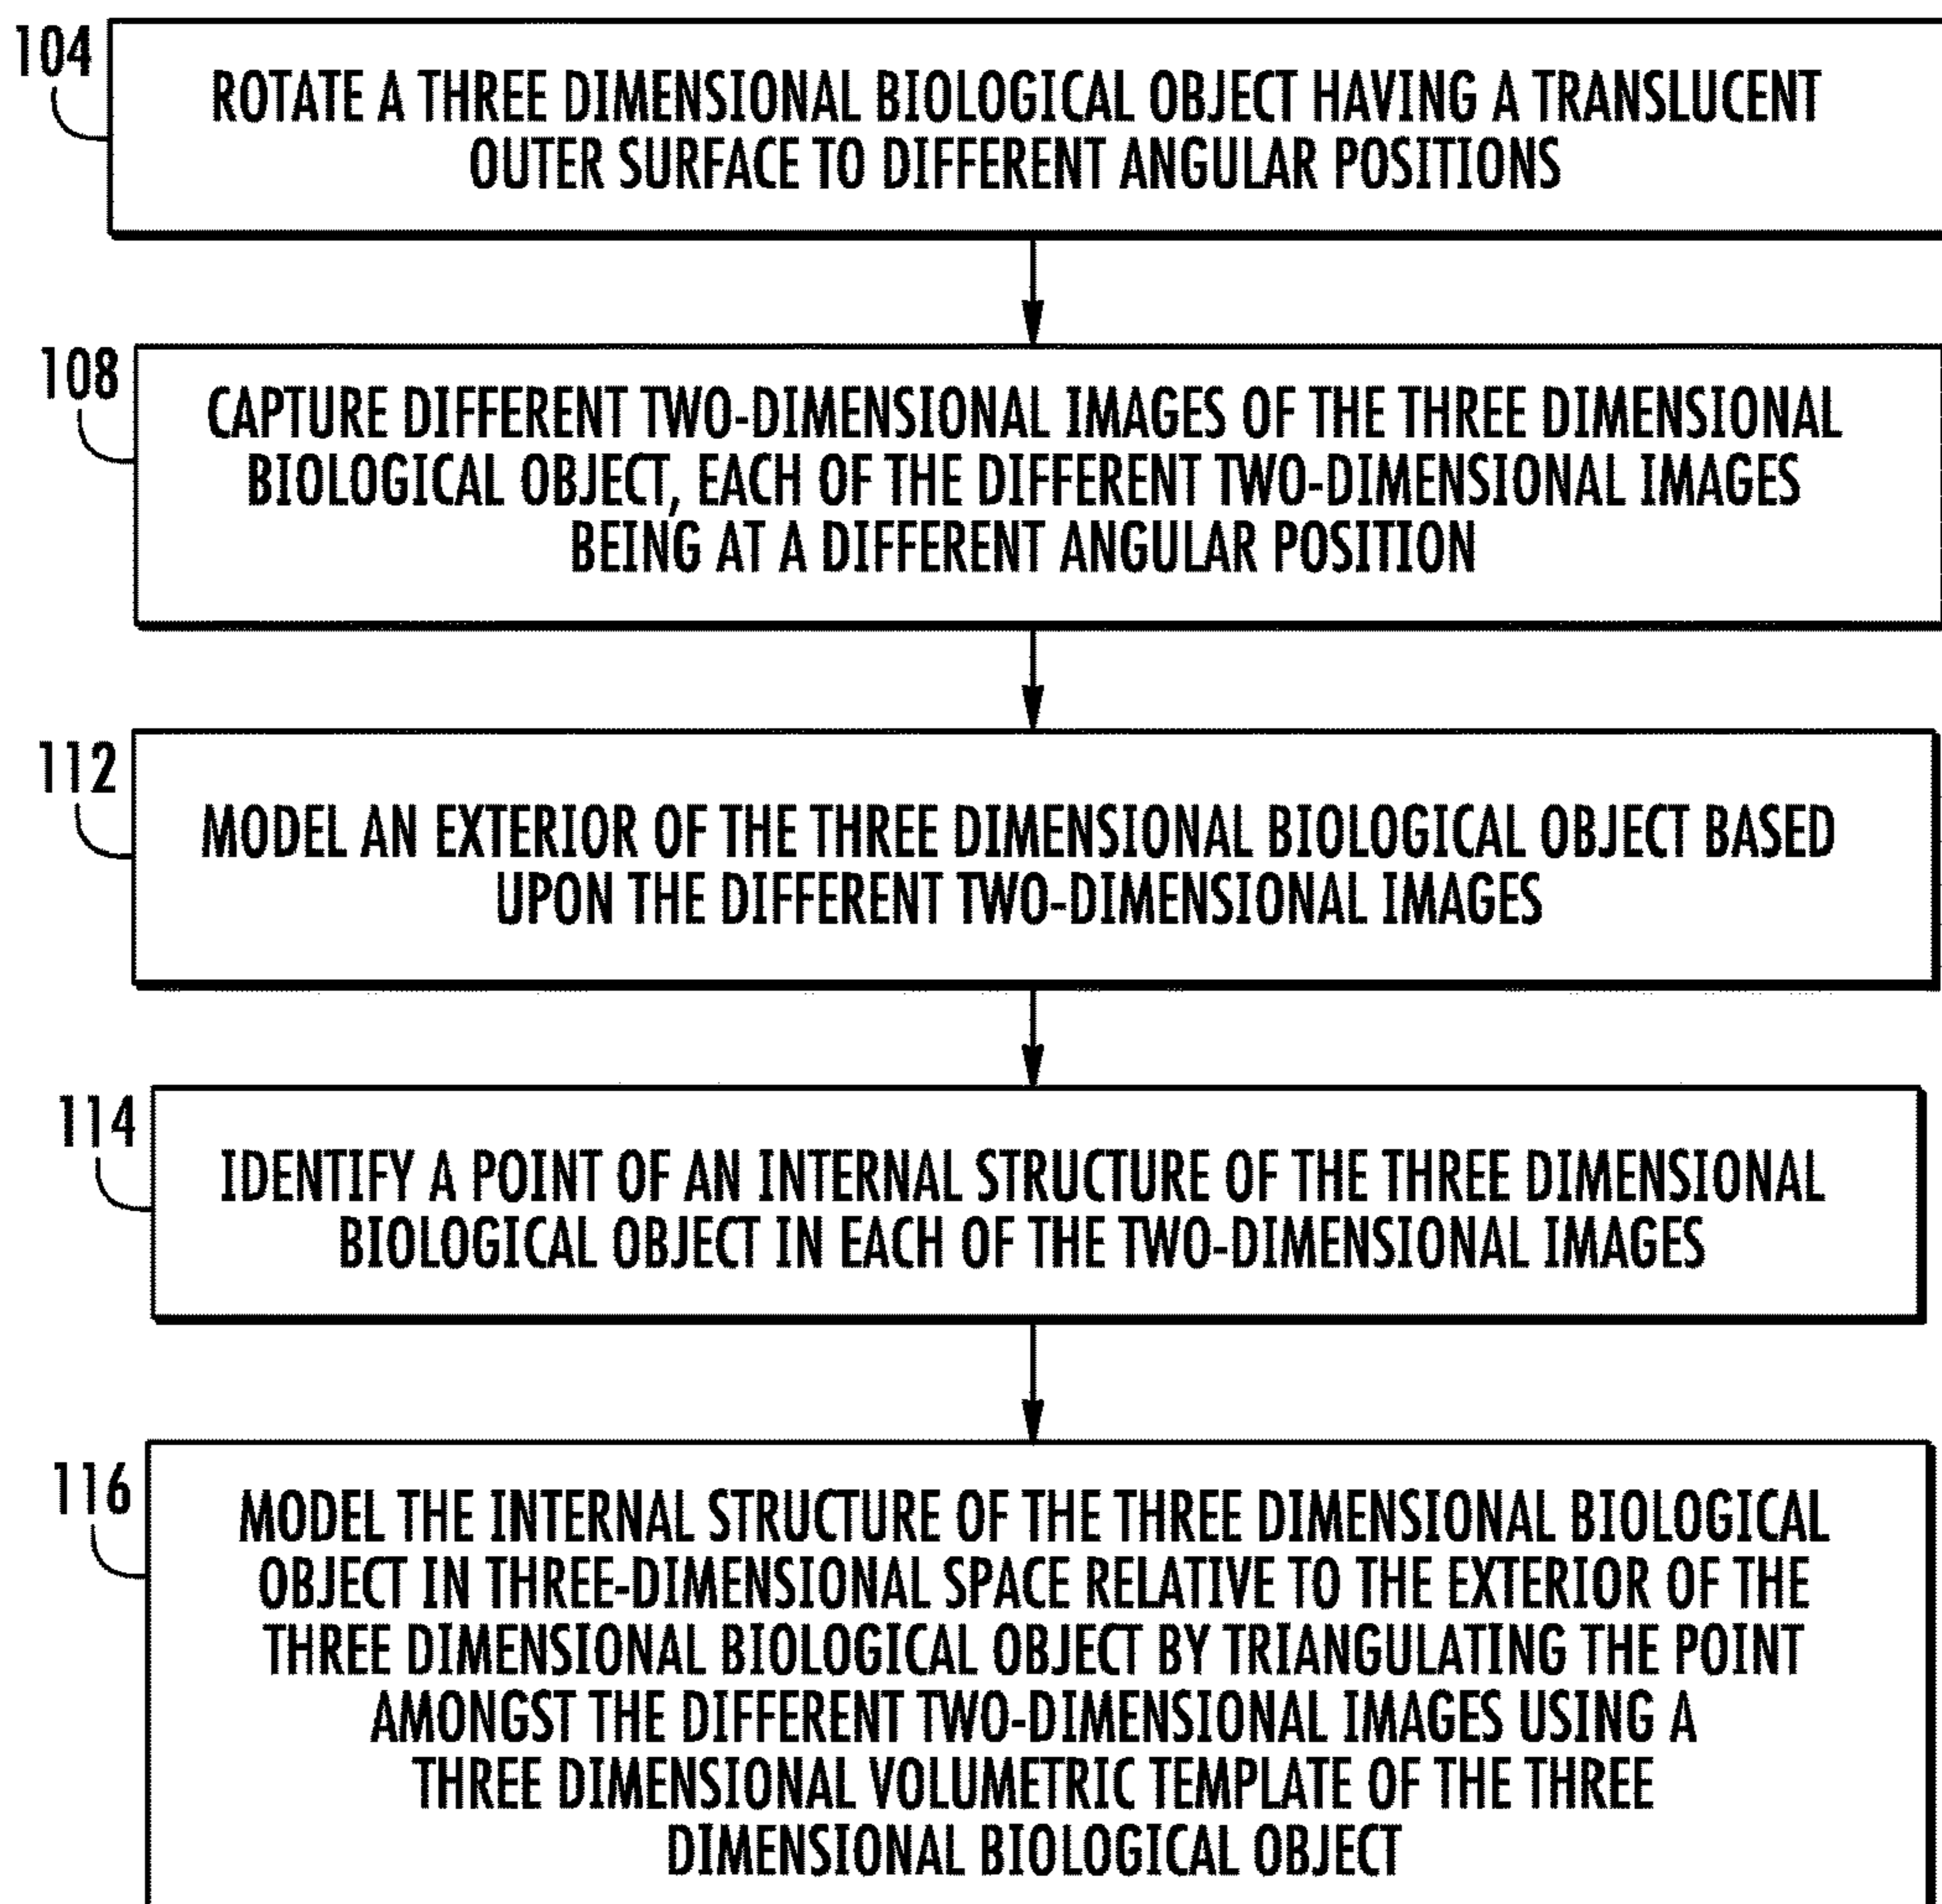 104
ROTATE A THREE DIMENSIONAL BIOLOGICAL OBJECT HAVING A TRANSLUCENT
OUTER SURFACE TO DIFFERENT ANGULAR POSITIONS
108
CAPTURE DIFFERENT TWO-DIMENSIONAL IMAGES OF THE THREE DIMENSIONAL
BIOLOGICAL OBJECT, EACH OF THE DIFFERENT TWO-DIMENSIONAL IMAGES
BEING AT A DIFFERENT ANGULAR POSITION
112
MODEL AN EXTERIOR OF THE THREE DIMENSIONAL BIOLOGICAL OBJECT BASED
UPON THE DIFFERENT TWO-DIMENSIONAL IMAGES
114
IDENTIFY A POINT OF AN INTERNAL STRUCTURE OF THE THREE DIMENSIONAL
BIOLOGICAL OBJECT IN EACH OF THE TWO-DIMENSIONAL IMAGES
116
MODEL THE INTERNAL STRUCTURE OF THE THREE DIMENSIONAL BIOLOGICAL
OBJECT IN THREE-DIMENSIONAL SPACE RELATIVE TO THE EXTERIOR OF THE
THREE DIMENSIONAL BIOLOGICAL OBJECT BY TRIANGULATING THE POINT
AMONGST THE DIFFERENT TWO-DIMENSIONAL IMAGES USING A
THREE DIMENSIONAL VOLUMETRIC TEMPLATE OF THE THREE
DIMENSIONAL BIOLOGICAL OBJECT